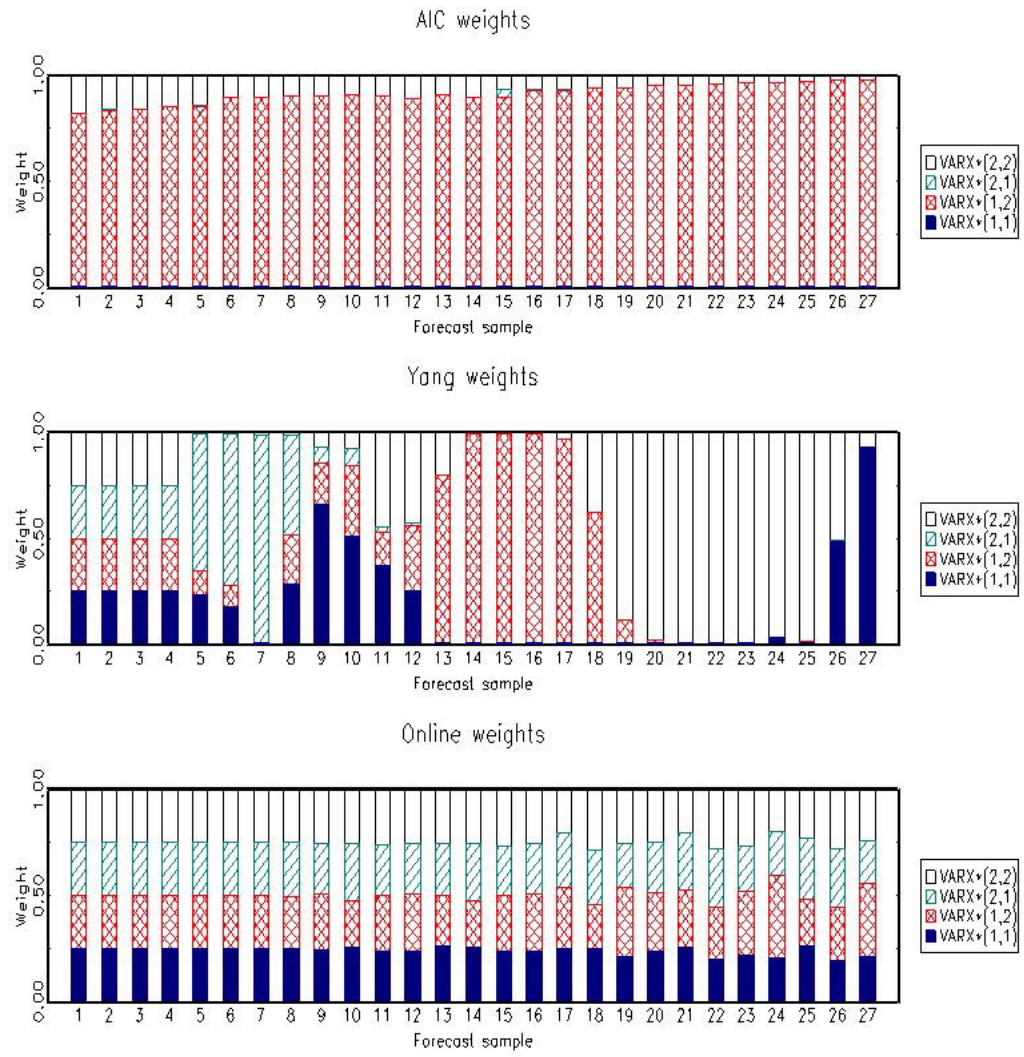 AIC weights
1.00
0.50
0.00
Weight
1 2 3 4 5 6 7 8 9 10 11 12 13 14 15 16 17 18 19 20 21 22 23 24 25 26 27
Forecast sample
VARX*(2,2)
VARX*(2,1)
VARX*(1,2)
VARX*(1,1)
Yang weights
1.00
0.50
0.00
Weight
1 2 3 4 5 6 7 8 9 10 11 12 13 14 15 16 17 18 19 20 21 22 23 24 25 26 27
Forecast sample
VARX*(2,2)
VARX*(2,1)
VARX*(1,2)
VARX*(1,1)
Online weights
1.00
0.50
0.00
Weight
1 2 3 4 5 6 7 8 9 10 11 12 13 14 15 16 17 18 19 20 21 22 23 24 25 26 27
Forecast sample
VARX*(2,2)
VARX*(2,1)
VARX*(1,2)
VARX*(1,1)